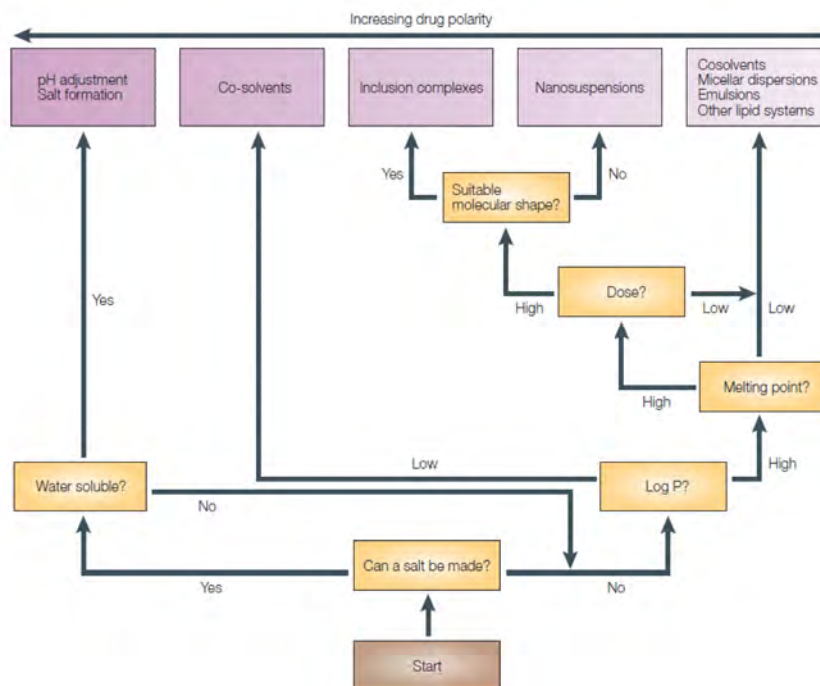 Increasing drug polarity
pH adjustment
Salt formation
Co-solvents
Inclusion complexes
Nanosuspensions
Cosolvents
Micellar dispersions
Emulsions
Other lipid systems
Yes
No
Suitable
molecular shape?
Yes
High
Dose?
Low
Low
High
Melting point?
Low
High
Water soluble?
No
Log P?
Yes
Can a salt be made?
No
Start